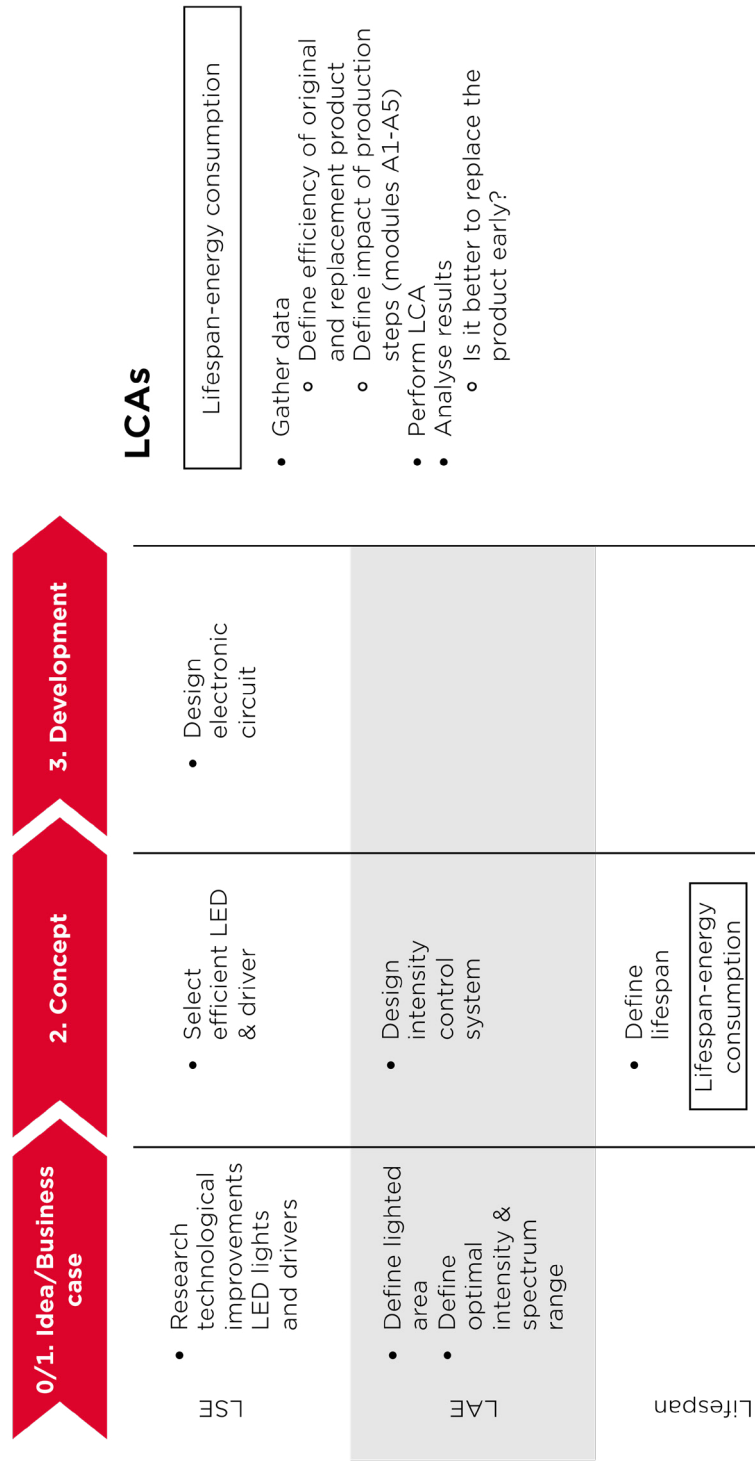 0/1. Idea/Business
case
2. Concept
3. Development
LSE
• Research
technological
improvements
LED lights
and drivers
• Select
efficient LED
& driver
• Design
electronic
circuit
LAE
• Define lighted
area
• Define
optimal
intensity &
spectrum
range
• Design
intensity
control
system
Lifespan
• Define
lifespan
Lifespan-energy
consumption
LCAs
Lifespan-energy consumption
• Gather data
o Define efficiency of original
and replacement product
o Define impact of production
steps (modules A1-A5)
• Perform LCA
• Analyse results
o Is it better to replace the
product early?